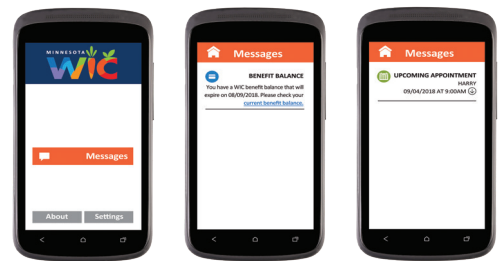 MINNESOTA
WIC
Messages
About
Settings
Messages
BENEFIT BALANCE
You have a WIC benefit balance that will
expire on 08/09/2018. Please check your
current benefit balance.
Messages
UPCOMING APPOINTMENT
HARRY
09/04/2018 AT 9:00AM